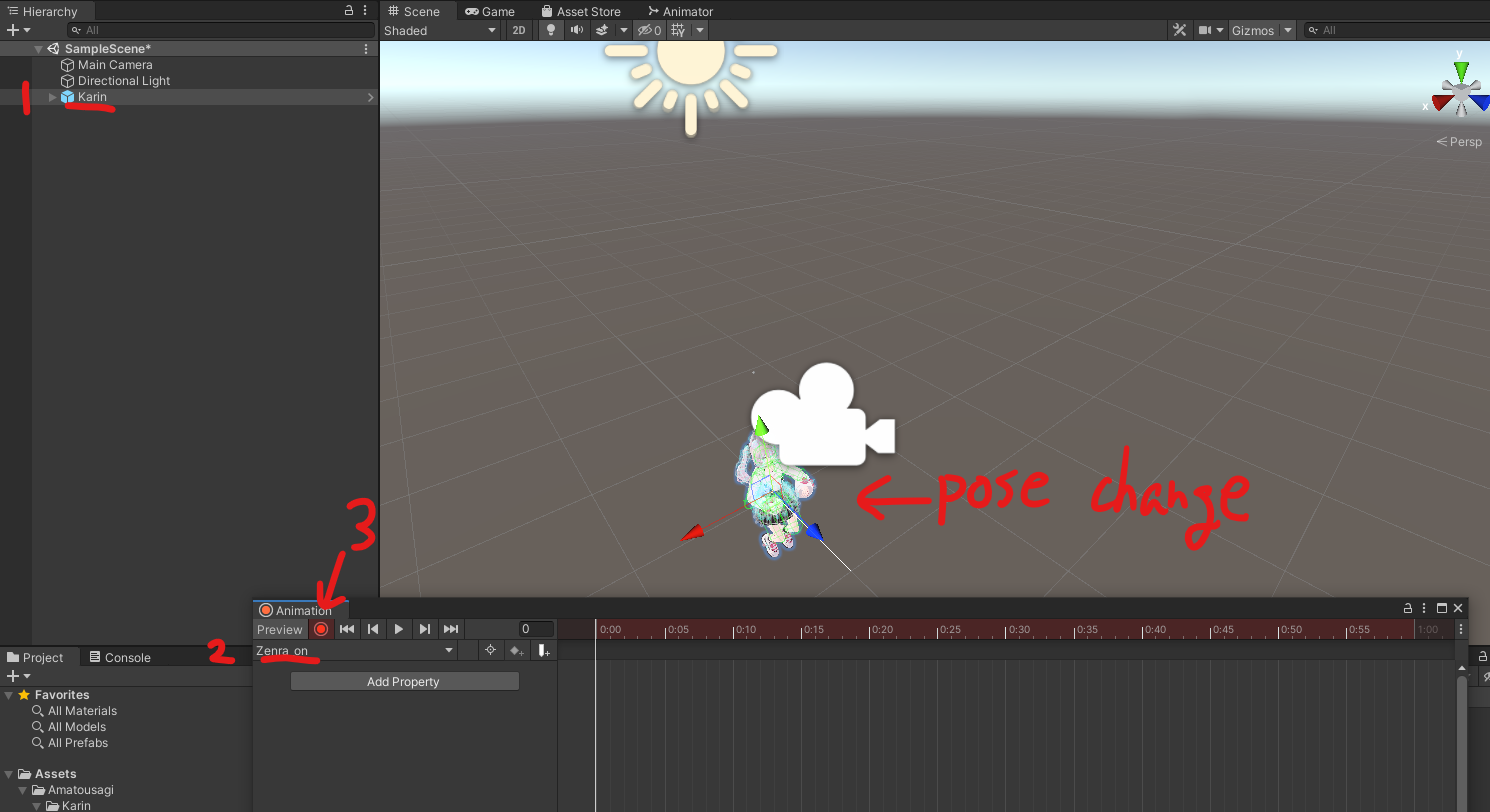 Hierarchy
All
SampleScene*
Main Camera
Directional Light
1 Karin
Scene Game Asset Store Animator
Shaded 2D 0 Gizmos All
y
x
Persp
pose change
3
Animation
Preview 0 0:00 0:05 0:10 0:15 0:20 0:25 0:30 0:35 0:40 0:45 0:50 0:55 1:00
2 Zenra_on
Add Property
Project Console
Favorites
All Materials
All Models
All Prefabs
Assets
Amatousagi
Karin